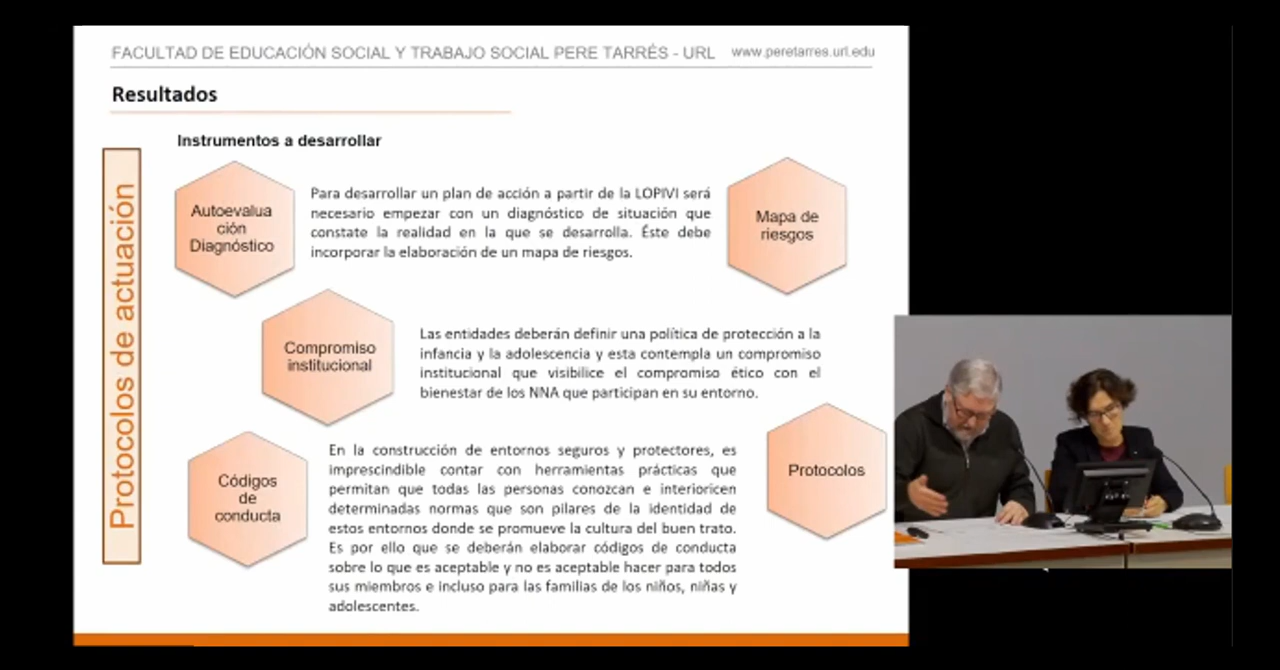 FACULTAD DE EDUCACIÓN SOCIAL Y TRABAJO SOCIAL PERE TARRÉS - URL www.peretarres.url.edu
Resultados
Instrumentos a desarrollar
Protocolos de actuación
Autoevalua
ción
Diagnóstico
Para desarrollar un plan de acción a partir de la LOPIVI será
necesario empezar con un diagnóstico de situación que
constate la realidad en la que se desarrolla. Éste debe
incorporar la elaboración de un mapa de riesgos.
Mapa de
riesgos
Compromiso
institucional
Las entidades deberán definir una política de protección a la
infancia y la adolescencia y esta contempla un compromiso
institucional que visibilice el compromiso ético con el
bienestar de los NNA que participan en su entorno.
Códigos
de
conducta
En la construcción de entornos seguros y protectores, es
imprescindible contar con herramientas prácticas que
permitan que todas las personas conozcan e interioricen
determinadas normas que son pilares de la identidad de
estos entornos donde se promueve la cultura del buen trato.
Es por ello que se deberán elaborar códigos de conducta
sobre lo que es aceptable y no es aceptable hacer para todos
sus miembros e incluso para las familias de los niños, niñas y
adolescentes.
Protocolos